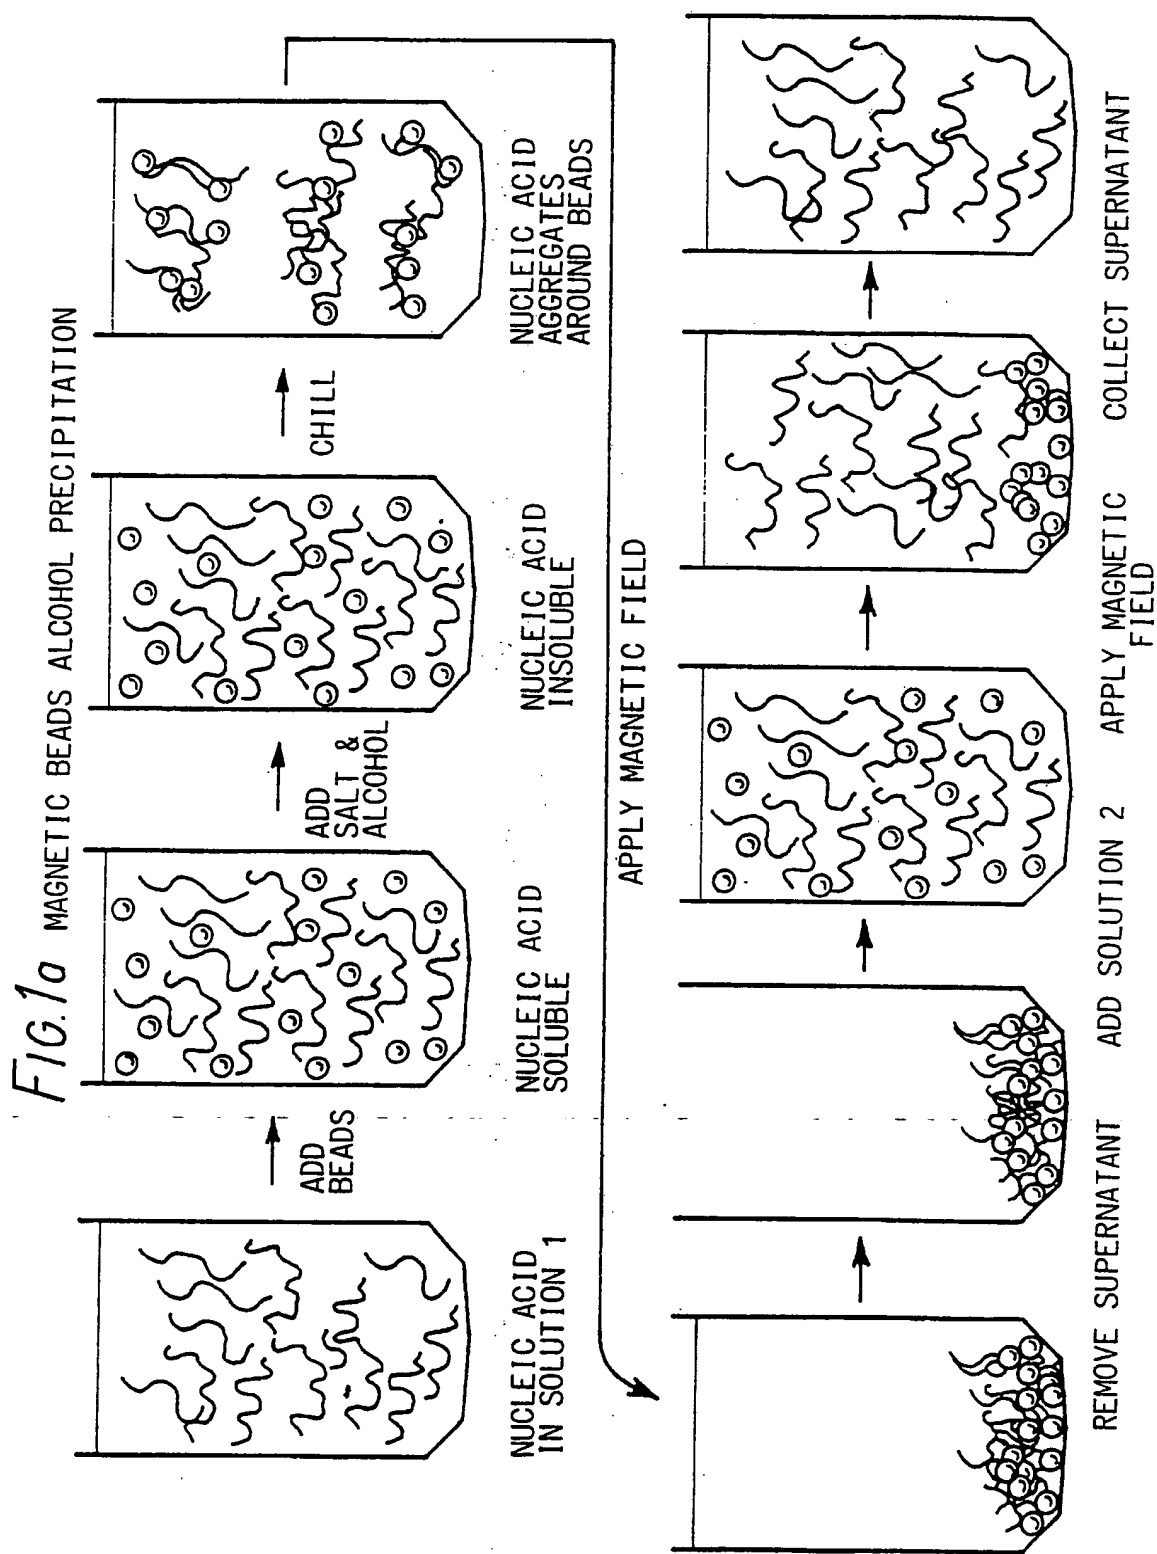 FIG.1a MAGNETIC BEADS ALCOHOL PRECIPITATION
ADD
BEADS
ADD
SALT &
ALCOHOL
CHILL
NUCLEIC ACID
IN SOLUTION 1
NUCLEIC ACID
SOLUBLE
NUCLEIC ACID
INSOLUBLE
NUCLEIC ACID
AGGREGATES
AROUND BEADS
APPLY MAGNETIC FIELD
REMOVE SUPERNATANT
ADD SOLUTION 2
APPLY MAGNETIC
FIELD
COLLECT SUPERNATANT